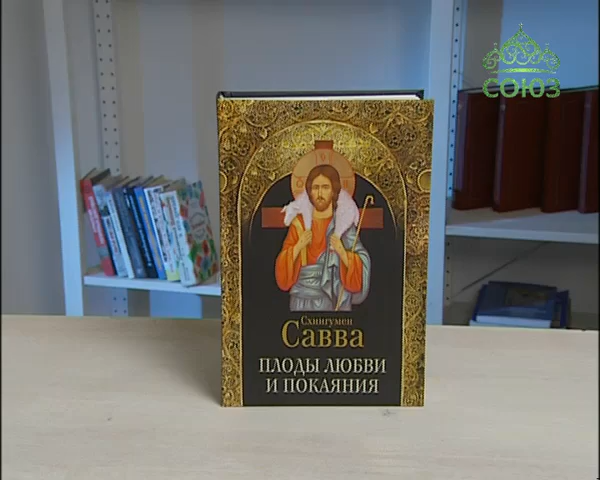 СОЮЗ
Схиигумен
Савва
ПЛОДЫ ЛЮБВИ
И ПОКАЯНИЯ